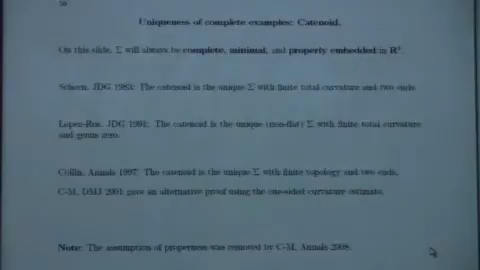 Uniqueness of complete examples: Catenoid.
On this slide, Σ will always be complete, minimal, and properly embedded in R³.
Schoen, JDG 1983: The catenoid is the unique Σ with finite total curvature and two ends.
Lopez-Ros, JDG 1991: The catenoid is the unique (non-flat) Σ with finite total curvature
and genus zero.
Collin, Annals 1997: The catenoid is the unique Σ with finite topology and two ends.
C-M, DMJ 2001 gave an alternative proof using the one-sided curvature estimate.
Note: The assumption of properness was removed by C-M, Annals 2008.